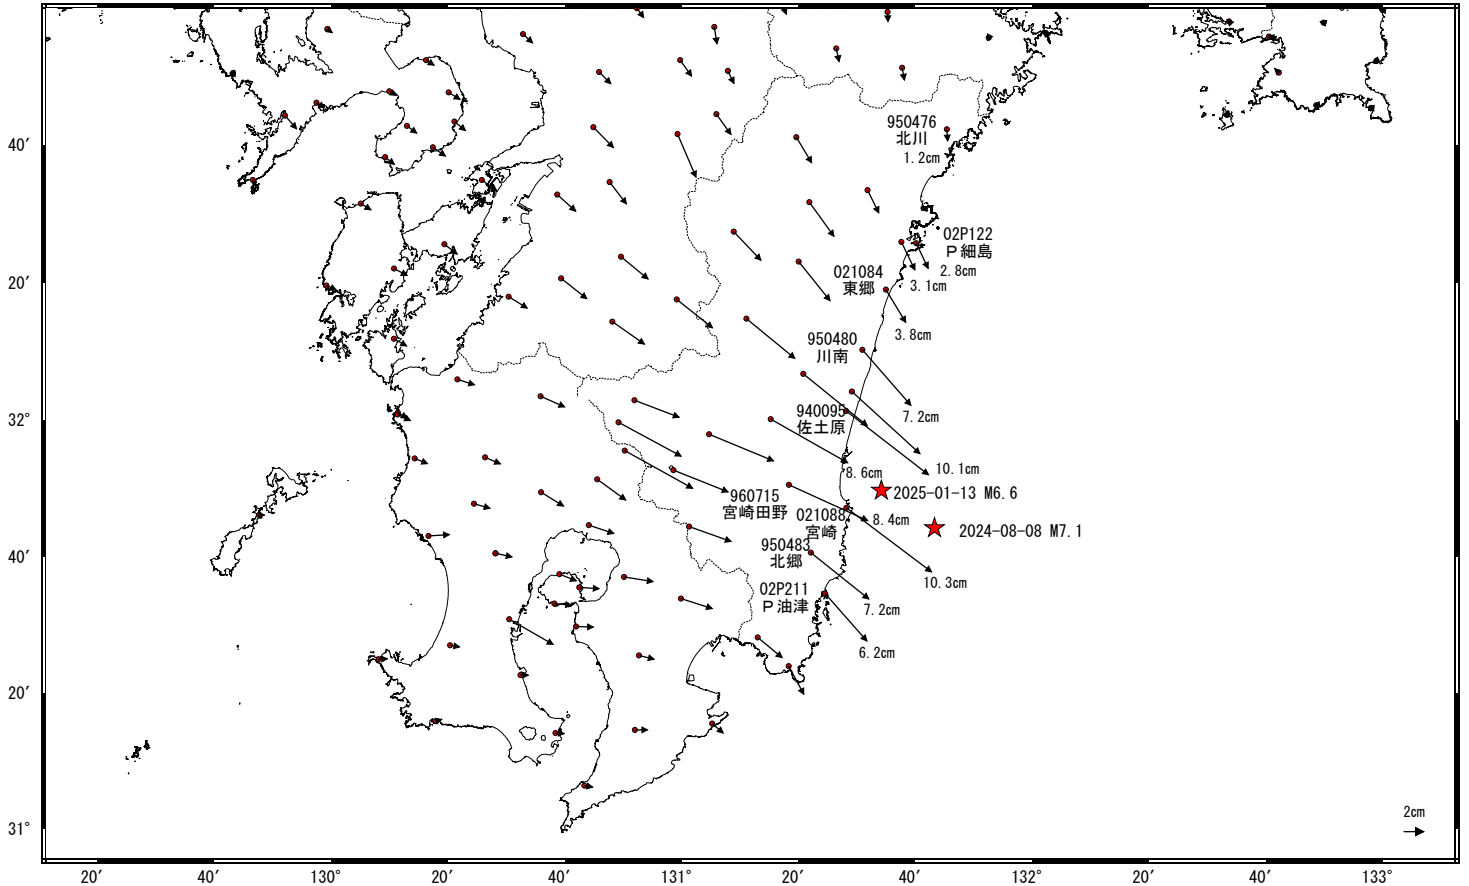 950476
北川
1.2cm
40′
02P122
P細島
2.8cm
021084
東郷
3.1cm
20′
3.8cm
950480
川南
7.2cm
940095
佐土原
32°
10.1cm
8.6cm
2025-01-13 M6.6
960715
宮崎田野
021088
宮崎
8.4cm
2024-08-08 M7.1
950483
北郷
40′
10.3cm
02P211
P油津
7.2cm
6.2cm
20′
2cm
31°
20′ 40′ 130° 20′ 40′ 131° 20′ 40′ 132° 20′ 40′ 133°